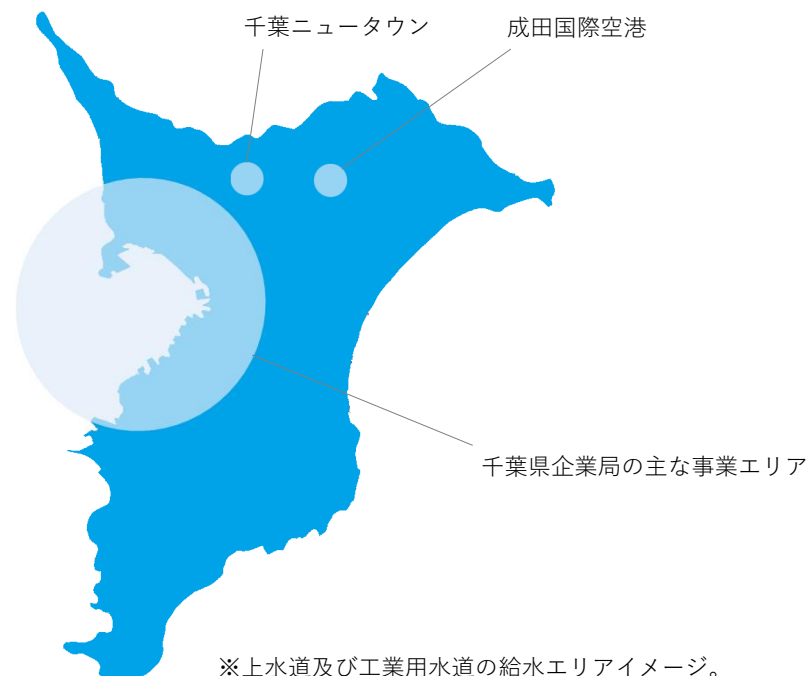 千葉ニュータウン
成田国際空港
千葉県企業局の主な事業エリア
※上水道及び工業用水道の給水エリアイメージ。